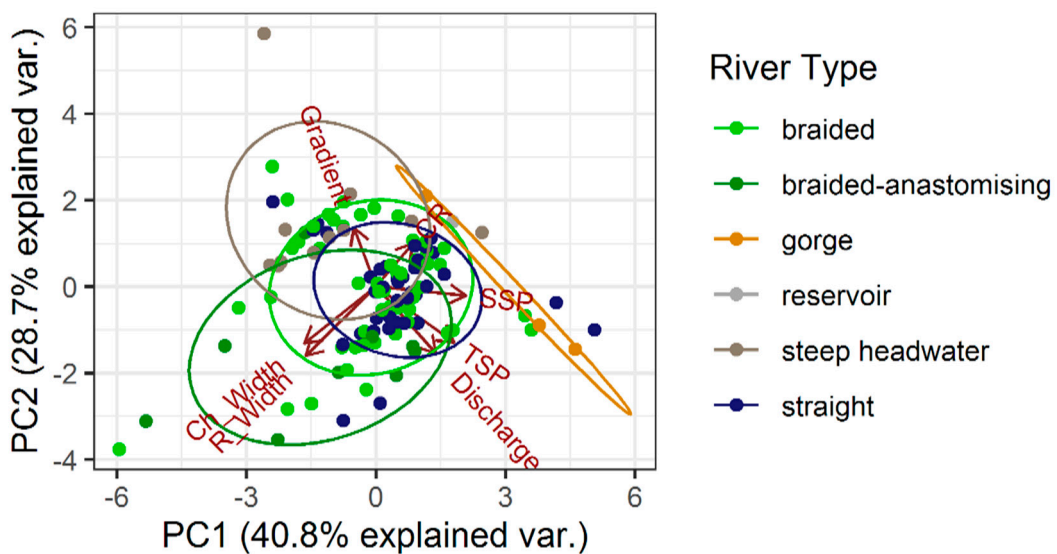 PC2 (28.7% explained var.)
6
4
2
0
-2
-4
Gradient
SSP
TSP
Discharge
Ch_Width
R_Width
-6
-3
0
3
6
PC1 (40.8% explained var.)
River Type
braided
braided-anastomising
gorge
reservoir
steep headwater
straight